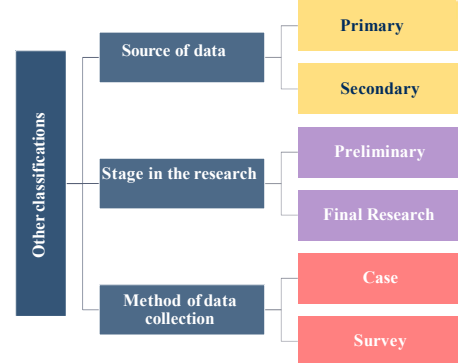 Other classifications
Source of data
Primary
Secondary
Stage in the research
Preliminary
Final Research
Method of data
collection
Case
Survey